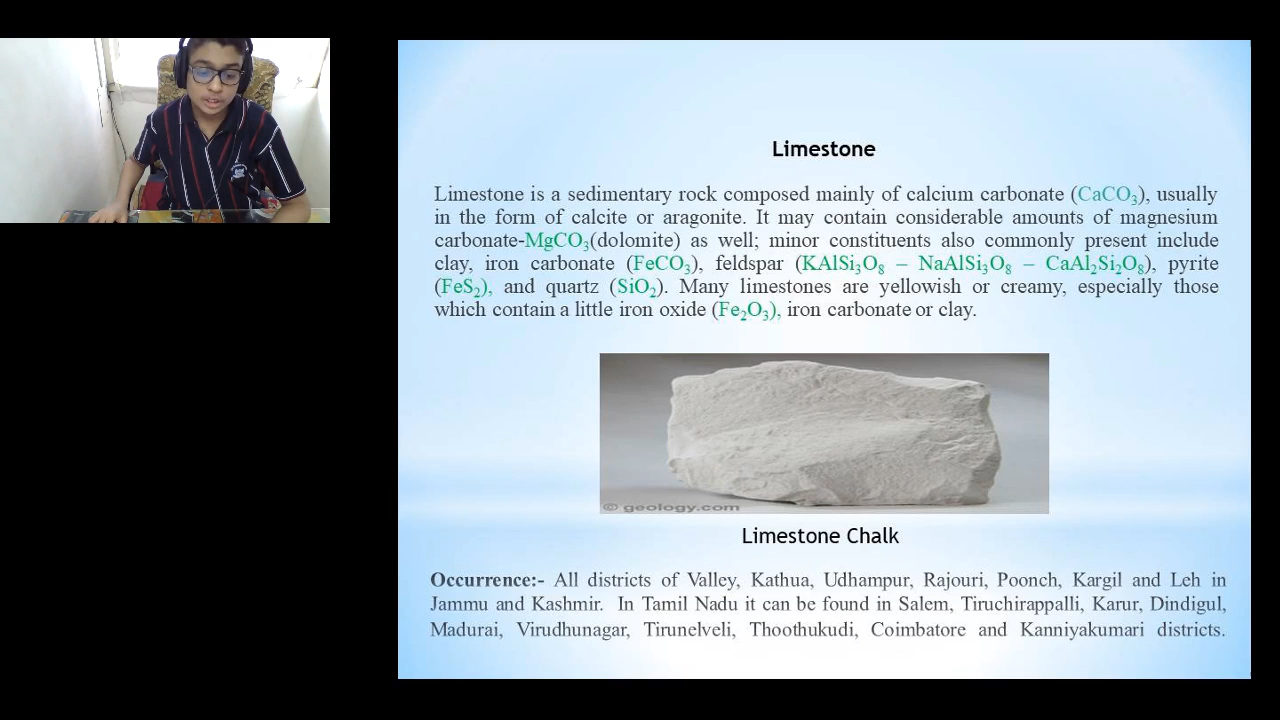 Limestone
Limestone is a sedimentary rock composed mainly of calcium carbonate (CaCO₃), usually
in the form of calcite or aragonite. It may contain considerable amounts of magnesium
carbonate-MgCO₃(dolomite) as well; minor constituents also commonly present include
clay, iron carbonate (FeCO₃), feldspar (KAlSi₃O₈ – NaAlSi₃O₈ – CaAl₂Si₂O₈), pyrite
(FeS₂), and quartz (SiO₂). Many limestones are yellowish or creamy, especially those
which contain a little iron oxide (Fe₂O₃), iron carbonate or clay.
© geology.com
Limestone Chalk
Occurrence:- All districts of Valley, Kathua, Udhampur, Rajouri, Poonch, Kargil and Leh in
Jammu and Kashmir. In Tamil Nadu it can be found in Salem, Tiruchirappalli, Karur, Dindigul,
Madurai, Virudhunagar, Tirunelveli, Thoothukudi, Coimbatore and Kanniyakumari districts.